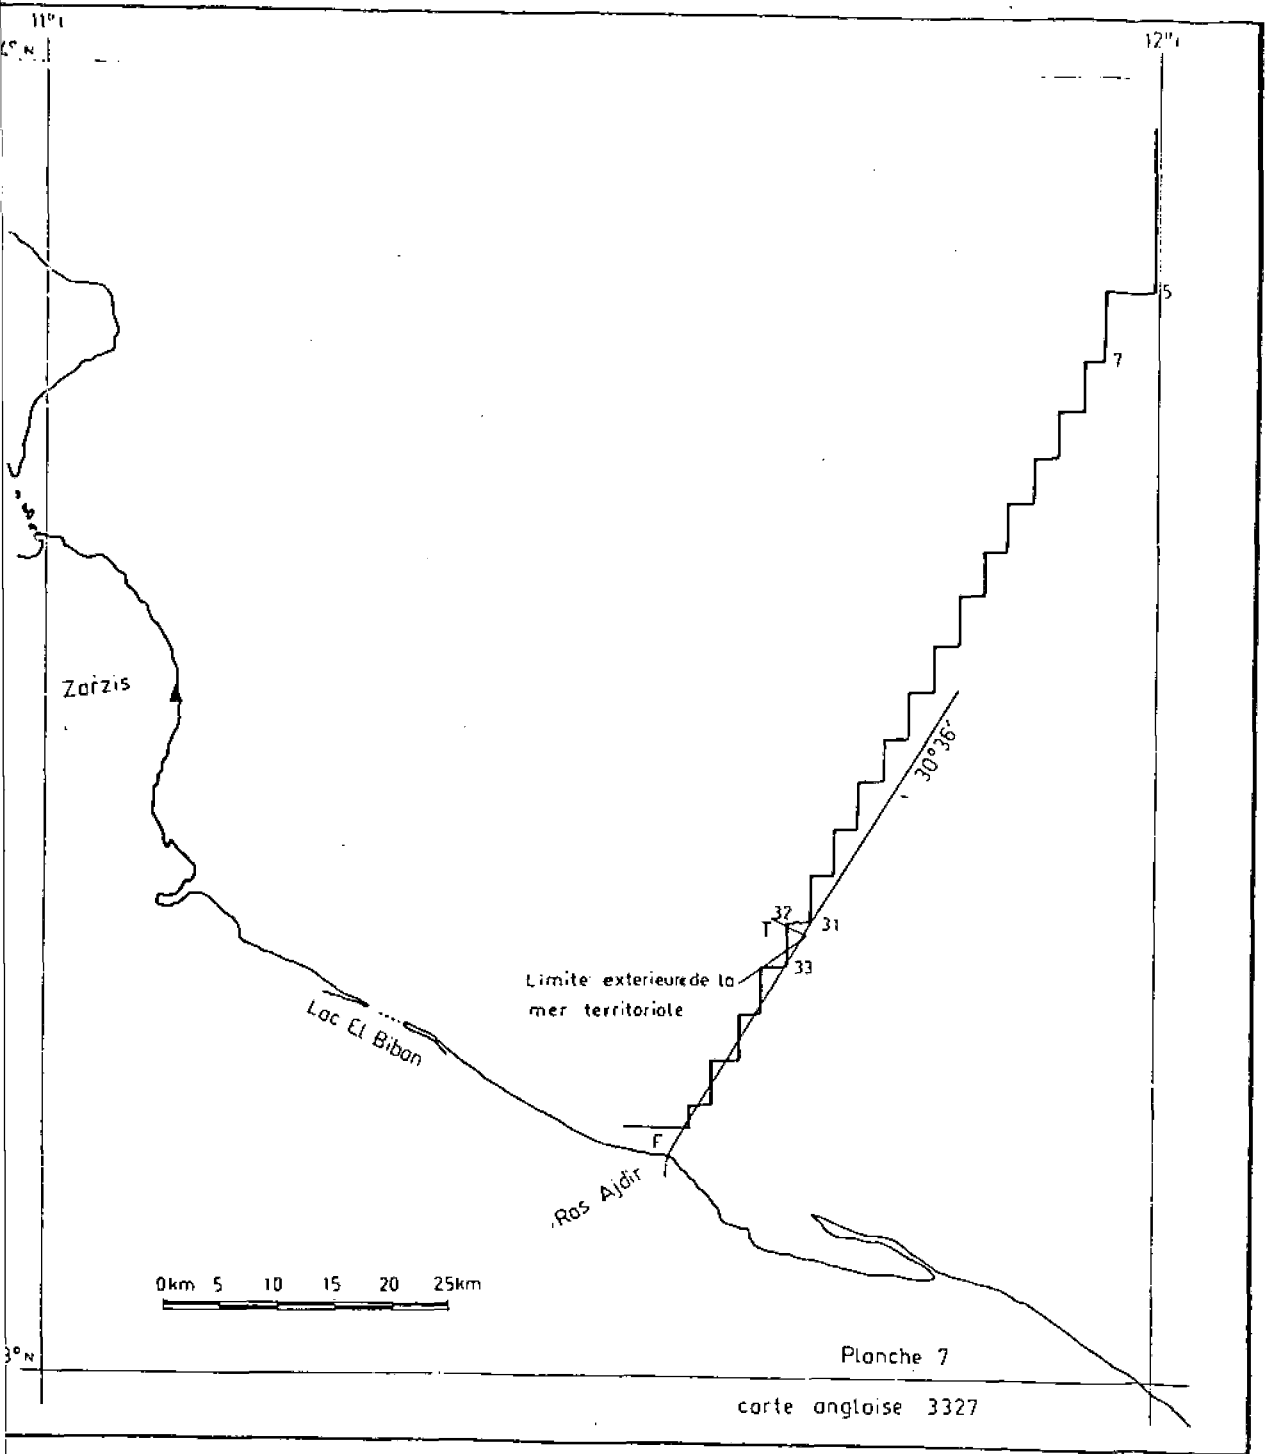 11°
12°
5
7
Zarzis
30°36'
32
T
31
33
Limite exterieure de la
mer territoriale
Lac El Biban
F
Ras Ajdir
0km 5 10 15 20 25km
3°N
Planche 7
carte anglaise 3327